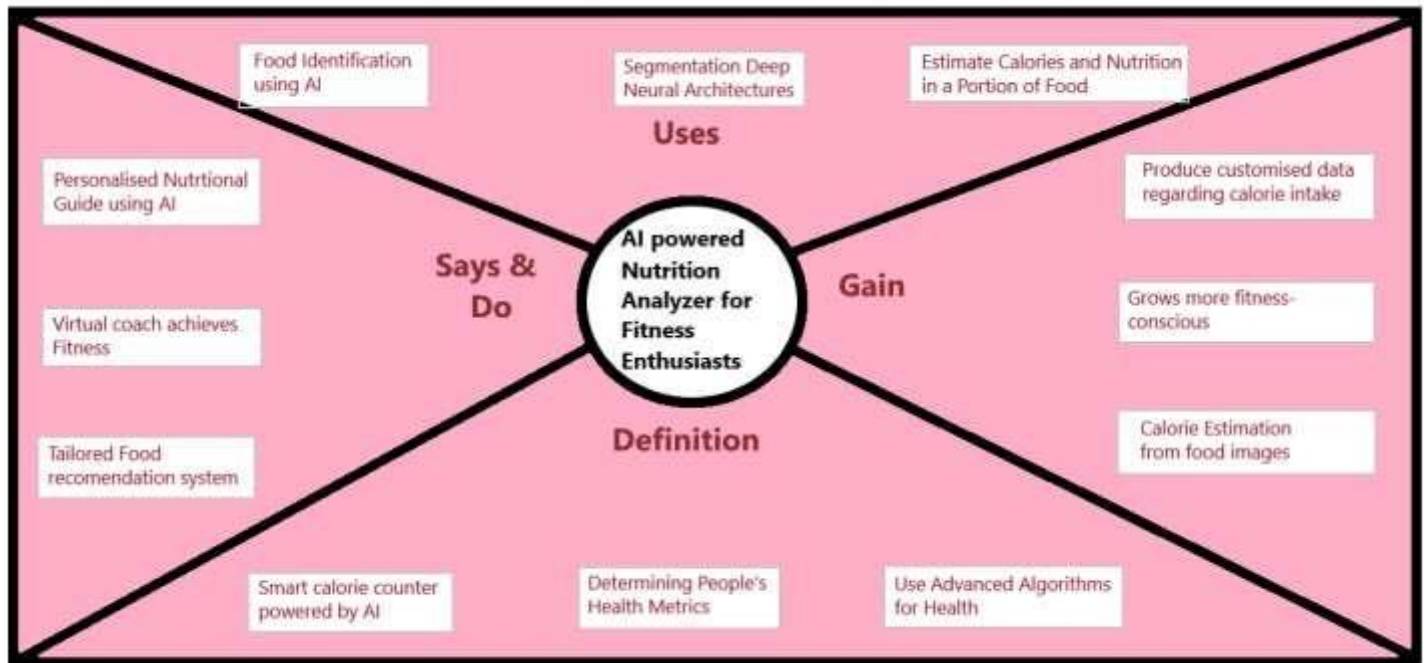 Food Identification
using AI
Segmentation Deep
Neural Architectures
Estimate Calories and Nutrition
in a Portion of Food
Uses
Personalised Nutrtional
Guide using AI
Produce customised data
regarding calorie intake
Says &
Do
AI powered
Nutrition
Analyzer for
Fitness
Enthusiasts
Gain
Virtual coach achieves
Fitness
Grows more fitness-
conscious
Tailored Food
recomendation system
Calorie Estimation
from food images
Definition
Smart calorie counter
powered by AI
Determining People's
Health Metrics
Use Advanced Algorithms
for Health